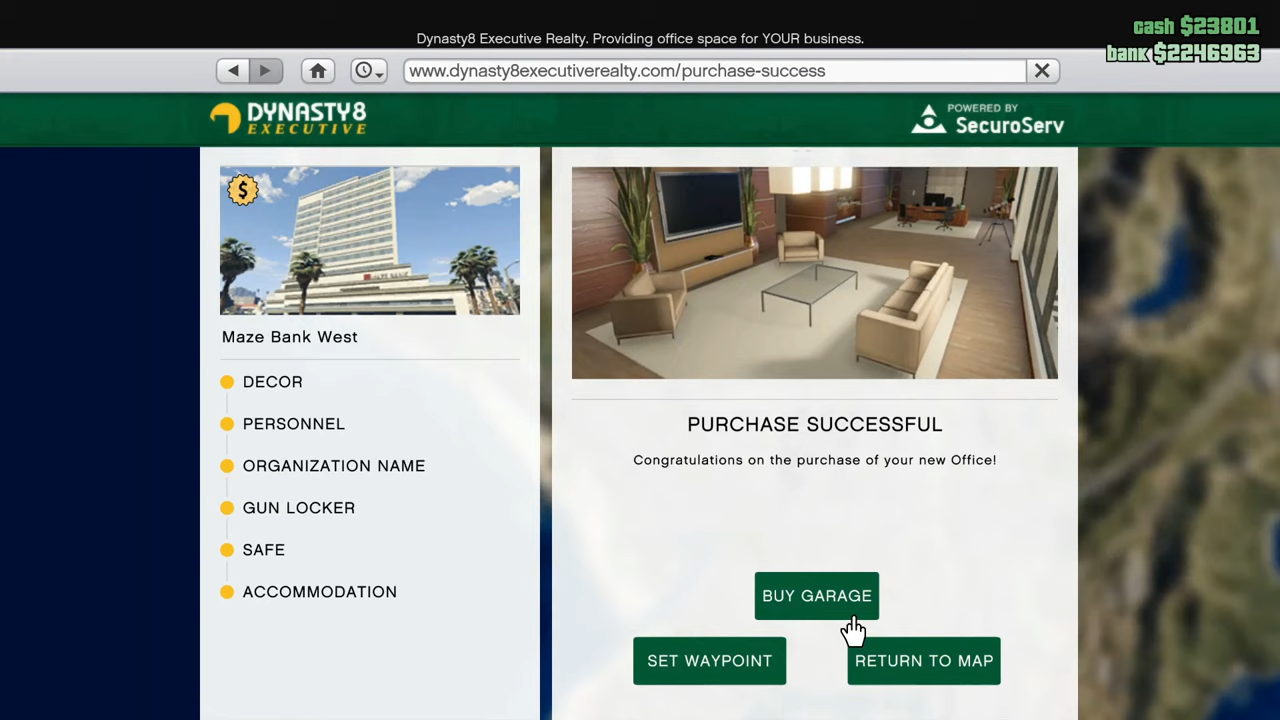 cash $23801
Dynasty8 Executive Realty. Providing office space for YOUR business.
bank $2246963
www.dynasty8executiverealty.com/purchase-success
DYNASTY8
EXECUTIVE
POWERED BY
SecuroServ
$
MAZE BANK
Maze Bank West
DECOR
PERSONNEL
ORGANIZATION NAME
GUN LOCKER
SAFE
ACCOMMODATION
PURCHASE SUCCESSFUL
Congratulations on the purchase of your new Office!
BUY GARAGE
SET WAYPOINT
RETURN TO MAP